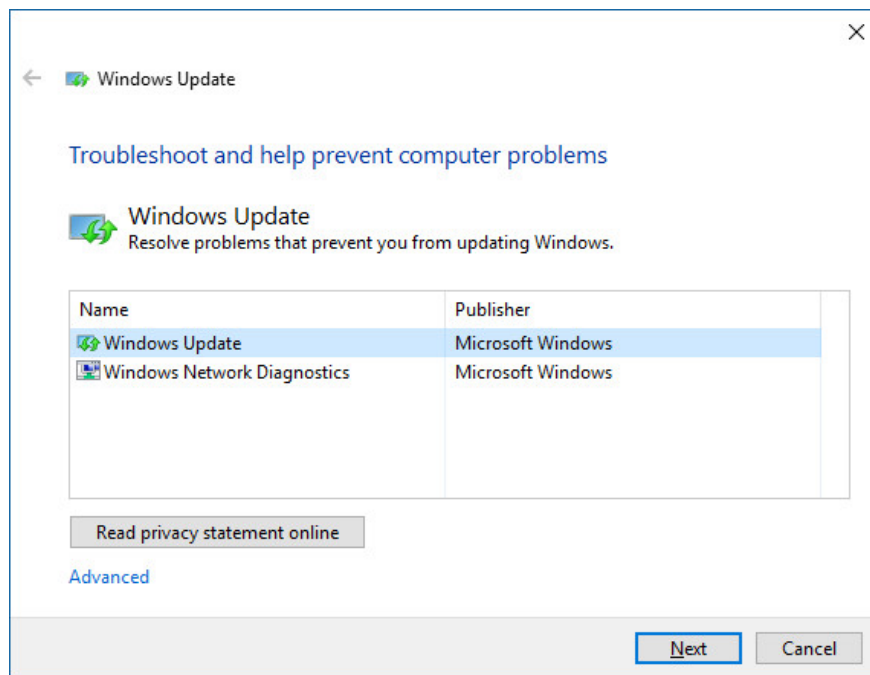 Windows Update
Troubleshoot and help prevent computer problems
Windows Update
Resolve problems that prevent you from updating Windows.
Name Publisher
Windows Update Microsoft Windows
Windows Network Diagnostics Microsoft Windows
Read privacy statement online
Advanced
Next Cancel